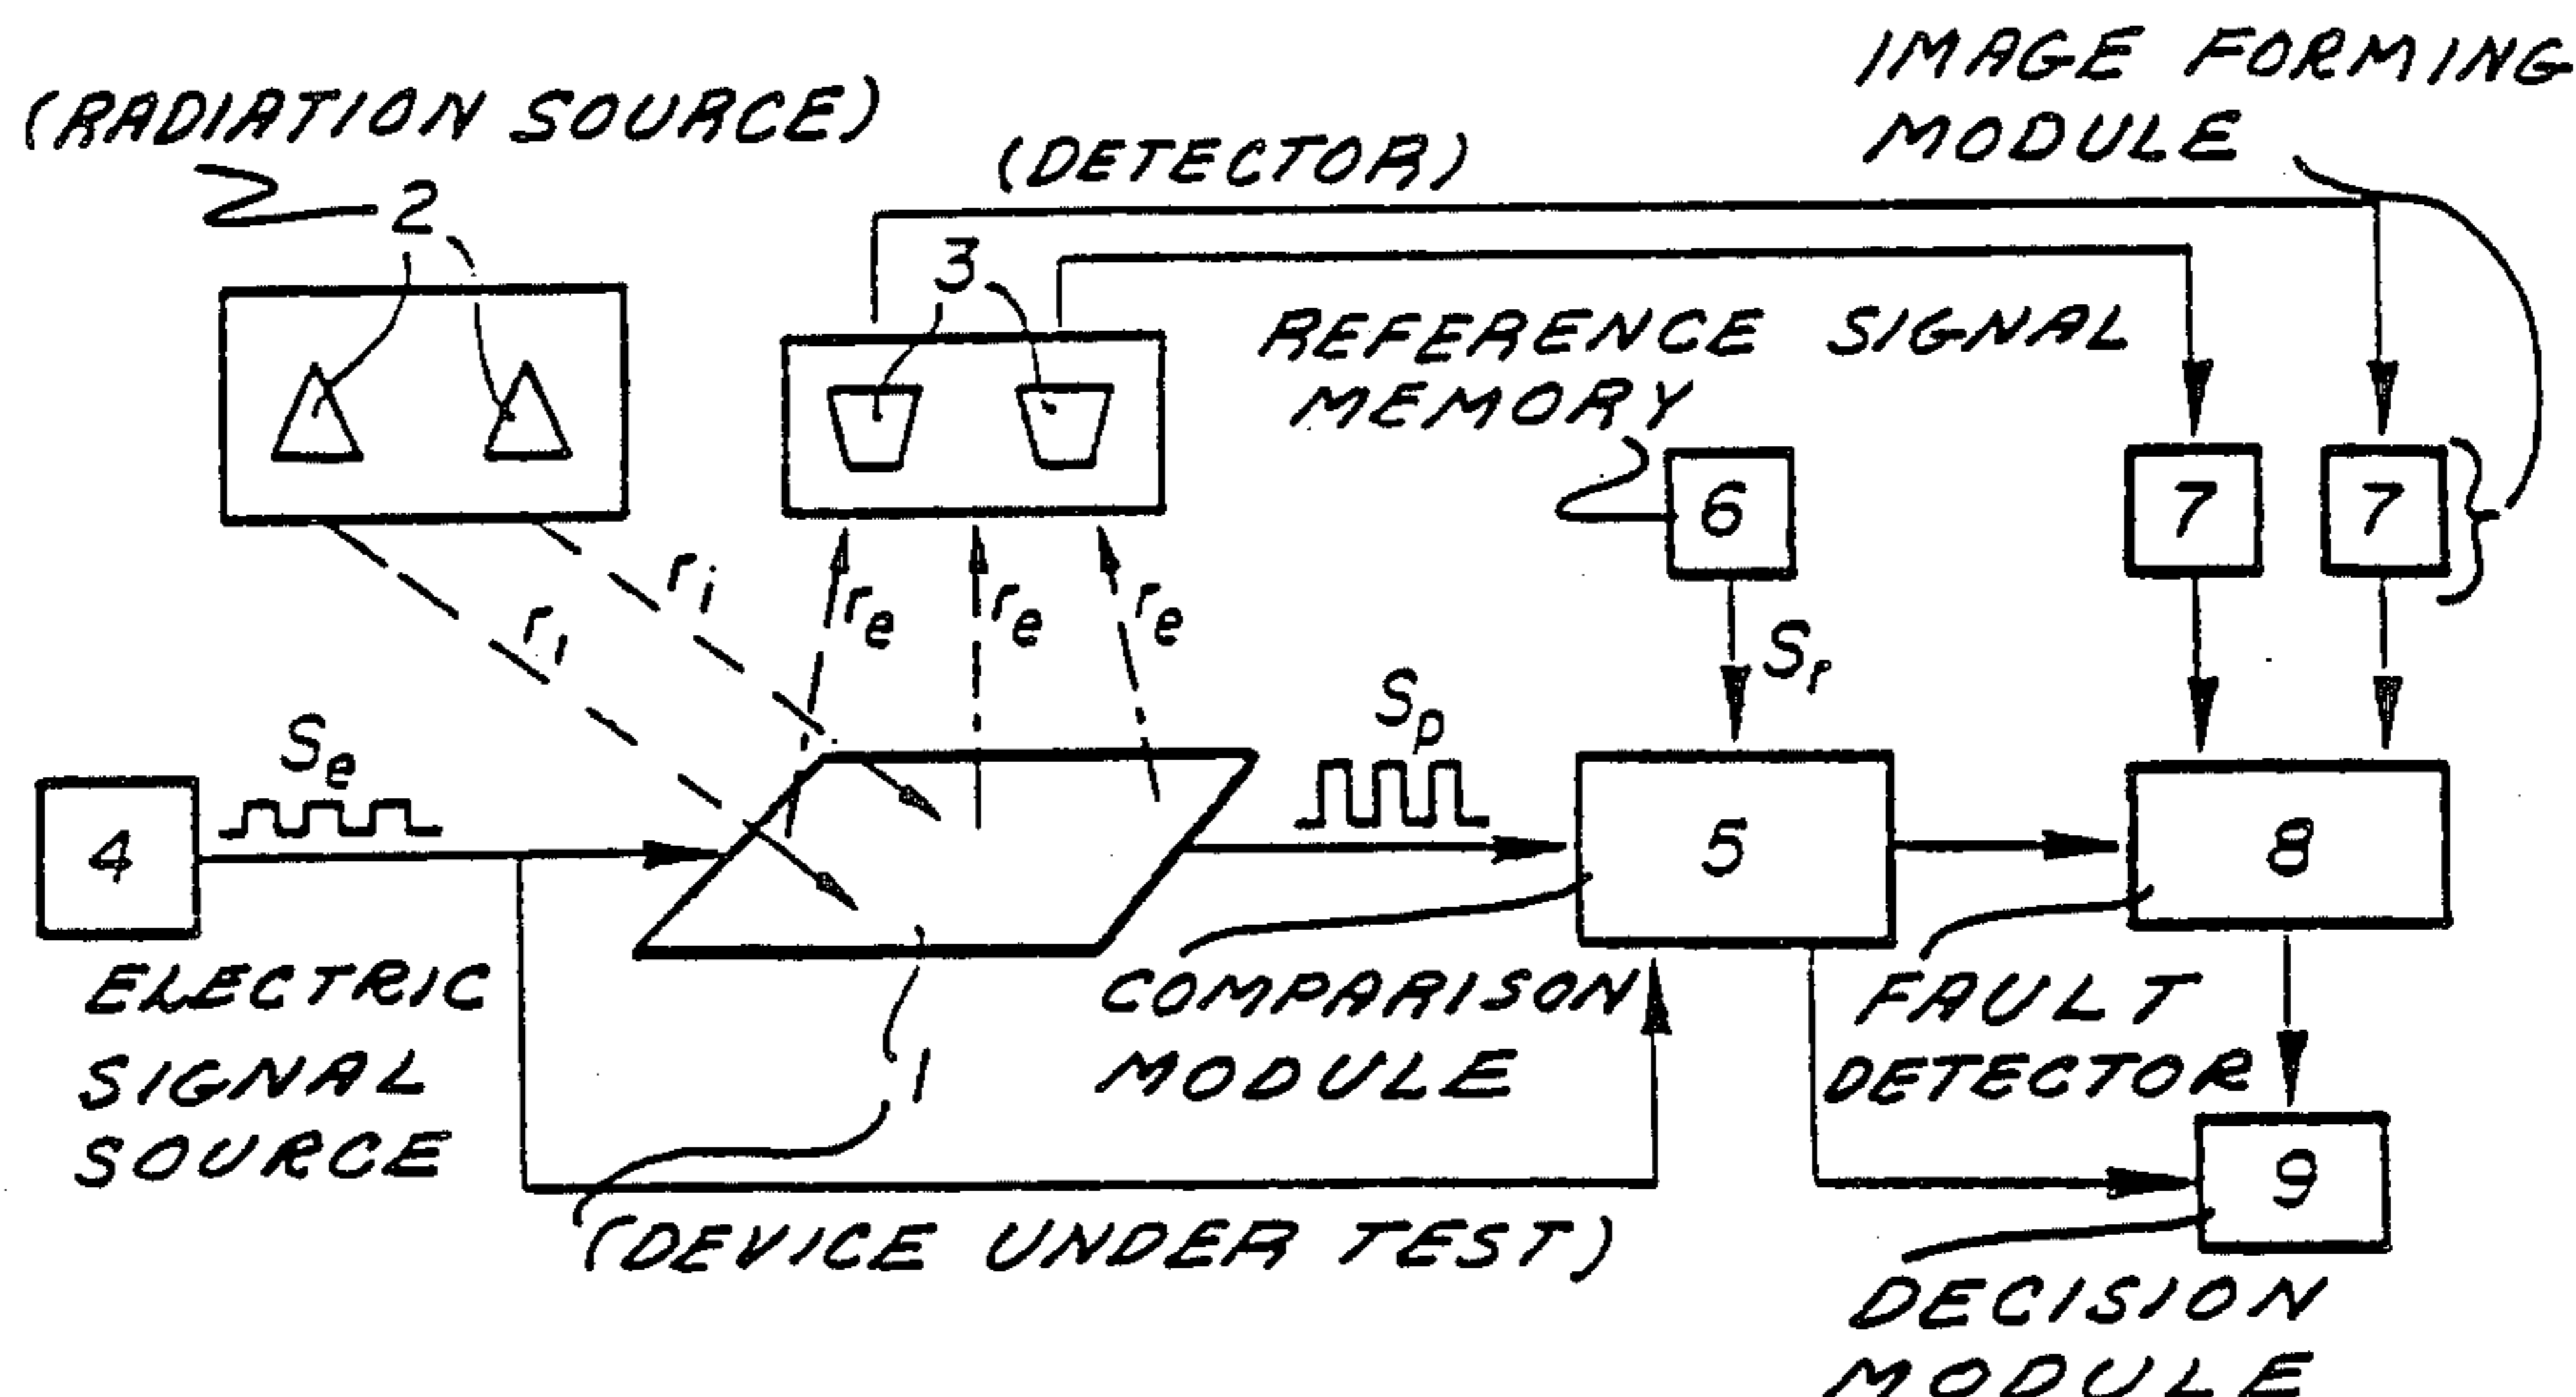 IMAGE FORMING
MODULE
(RADIATION SOURCE)
(DETECTOR)
2
3
REFERENCE SIGNAL
MEMORY
6
7
7
ri
ri
re
re
re
Sr
Se
Sp
4
5
8
ELECTRIC
SIGNAL
SOURCE
1
COMPARISON
MODULE
FAULT
DETECTOR
9
(DEVICE UNDER TEST)
DECISION
MODULE